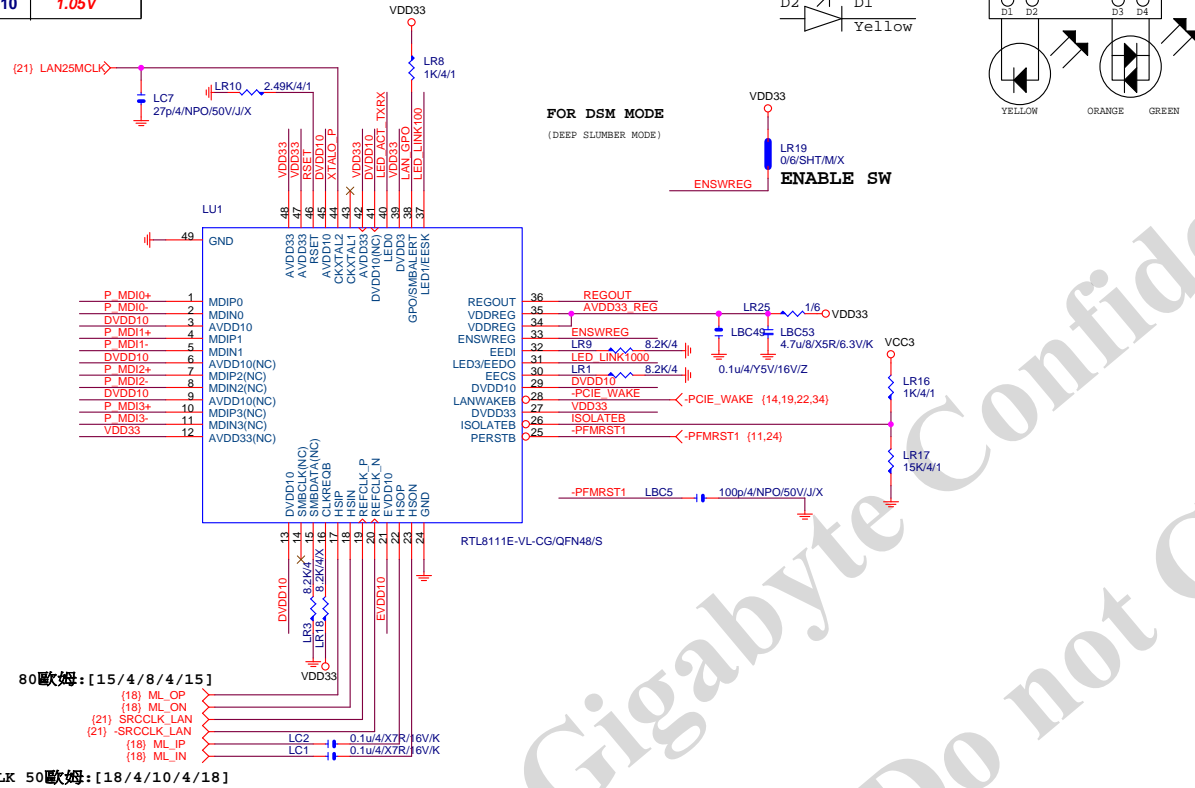 10 1.05V
VDD33
D2 D1
Yellow
D1 D2 D3 D4
YELLOW ORANGE GREEN
{21} LAN25MCLK
LC7
27p/4/NPO/50V/J/X
LR10 2.49K/4/1
LR8
1K/4/1
FOR DSM MODE
(DEEP SLUMBER MODE)
VDD33
LR19
0/6/SHT/M/X
ENSWREG
ENABLE SW
VDD33
VDD33
RSET
DVDD10
XTALO_P
VDD33
DVDD10
LED_ACT_TXRX
VDD33
LAN_GPO
LED_LINK100
LU1
48 47 46 45 44 43 42 41 40 39 38 37
AVDD33
AVDD33
RSET
AVDD10
CKXTAL2
CKXTAL1
AVDD33
DVDD10(NC)
LED0
DVDD3
GPO/SMBALERT
LED1/EESK
49 GND
P_MDI0+ 1 MDIP0
P_MDI0- 2 MDIN0
DVDD10 3 AVDD10
P_MDI1+ 4 MDIP1
P_MDI1- 5 MDIN1
DVDD10 6 AVDD10(NC)
P_MDI2+ 7 MDIP2(NC)
P_MDI2- 8 MDIN2(NC)
DVDD10 9 AVDD10(NC)
P_MDI3+ 10 MDIP3(NC)
P_MDI3- 11 MDIN3(NC)
VDD33 12 AVDD33(NC)
REGOUT 36 REGOUT
VDDREG 35 AVDD33_REG
VDDREG 34
ENSWREG 33 ENSWREG
EEDI 32 LR9 8.2K/4
LED3/EEDO 31 LED_LINK1000
EECS 30 LR1 8.2K/4
DVDD10 29 DVDD10
LANWAKEB 28 -PCIE_WAKE -PCIE_WAKE {14,19,22,34}
DVDD33 27 VDD33
ISOLATEB 26 ISOLATEB
PERSTB 25 -PFMRST1 -PFMRST1 {11,24}
LR25 1/6 VDD33
LBC49 LBC53
4.7u/8/X5R/6.3V/K
0.1u/4/Y5V/16V/Z
VCC3
LR16
1K/4/1
LR17
15K/4/1
-PFMRST1 LBC5 100p/4/NPO/50V/J/X
DVDD10
SMBCLK(NC)
SMBDATA(NC)
CLKREQB
HSIP
HSIN
REFCLK_P
REFCLK_N
EVDD10
HSOP
HSON
GND
13 14 15 16 17 18 19 20 21 22 23 24
RTL8111E-VL-CG/QFN48/S
DVDD10
LR3 8.2K/4
LR18 8.2K/4/X
EVDD10
VDD33
80歐姆:[15/4/8/4/15]
{18} ML_OP
{18} ML_ON
{21} SRCCLK_LAN
{21} -SRCCLK_LAN
{18} ML_IP LC2 0.1u/4/X7R/16V/K
{18} ML_IN LC1 0.1u/4/X7R/16V/K
LK 50歐姆:[18/4/10/4/18]
Gigabyte Confide
Do not C